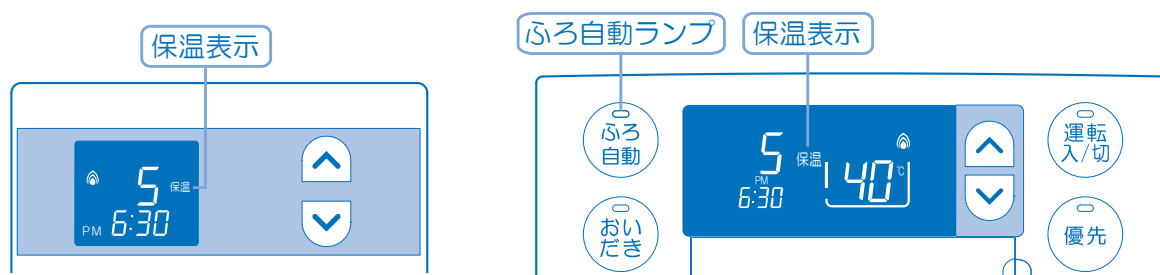 保温表示
5 保温
PM 6:30
ふろ自動ランプ
保温表示
ふろ
自動
おい
だき
5 保温
PM
6:30
40℃
運転
入/切
優先